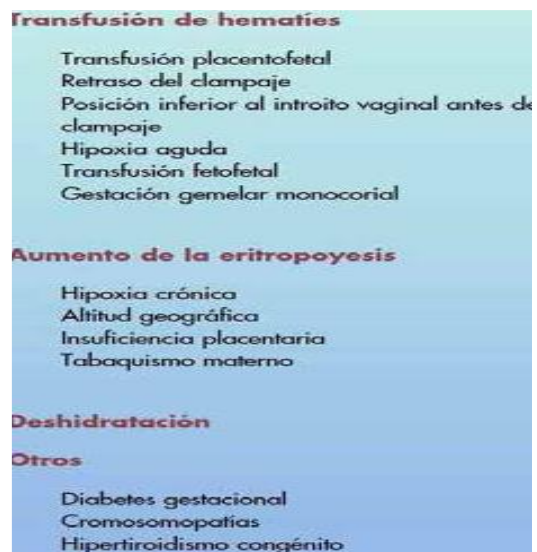 Transfusión de hematíes
Transfusión placentofetal
Retraso del clampaje
Posición inferior al introito vaginal antes de
clampaje
Hipoxia aguda
Transfusión fetofetal
Gestación gemelar monocorial
Aumento de la eritropoyesis
Hipoxia crónica
Altitud geográfica
Insuficiencia placentaria
Tabaquismo materno
Deshidratación
Otros
Diabetes gestacional
Cromosomopatías
Hipertiroidismo congénito